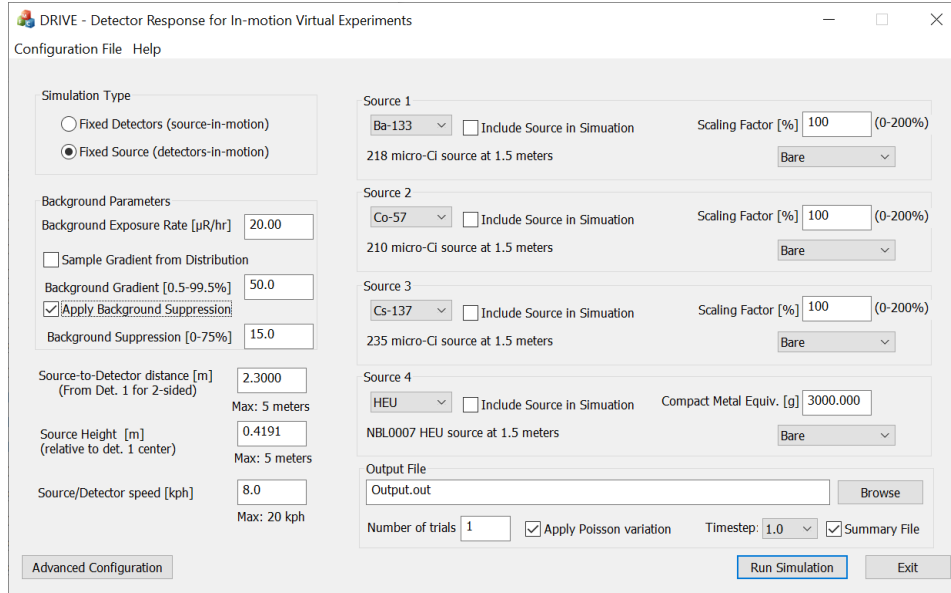 DRIVE - Detector Response for In-motion Virtual Experiments
Configuration File Help
Simulation Type
Fixed Detectors (source-in-motion)
Fixed Source (detectors-in-motion)
Background Parameters
Background Exposure Rate [µR/hr] 20.00
Sample Gradient from Distribution
Background Gradient [0.5-99.5%] 50.0
Apply Background Suppression
Background Suppression [0-75%] 15.0
Source-to-Detector distance [m] 2.3000
(From Det. 1 for 2-sided)
Max: 5 meters
Source Height [m] 0.4191
(relative to det. 1 center)
Max: 5 meters
Source/Detector speed [kph] 8.0
Max: 20 kph
Advanced Configuration
Source 1
Ba-133 Include Source in Simuation Scaling Factor [%] 100 (0-200%)
218 micro-Ci source at 1.5 meters Bare
Source 2
Co-57 Include Source in Simuation Scaling Factor [%] 100 (0-200%)
210 micro-Ci source at 1.5 meters Bare
Source 3
Cs-137 Include Source in Simuation Scaling Factor [%] 100 (0-200%)
235 micro-Ci source at 1.5 meters Bare
Source 4
HEU Include Source in Simuation Compact Metal Equiv. [g] 3000.000
NBL0007 HEU source at 1.5 meters Bare
Output File
Output.out Browse
Number of trials 1 Apply Poisson variation Timestep: 1.0 Summary File
Run Simulation Exit